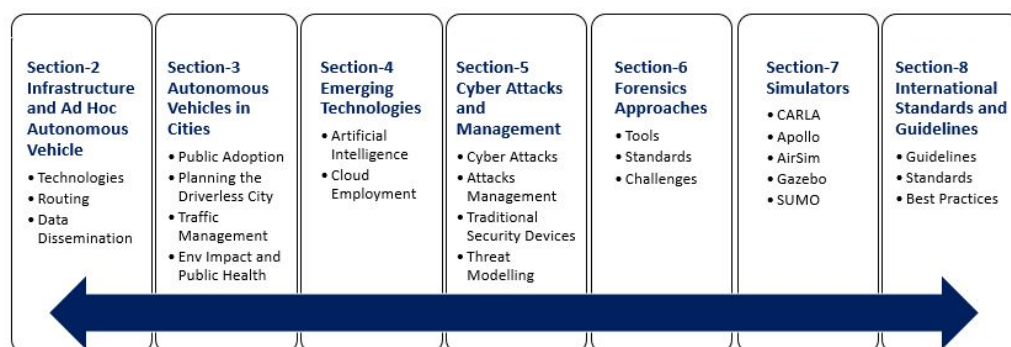 Section-2
Infrastructure
and Ad Hoc
Autonomous
Vehicle
• Technologies
• Routing
• Data
Dissemination
Section-3
Autonomous
Vehicles in
Cities
• Public Adoption
• Planning the
Driverless City
• Traffic
Management
• Env Impact and
Public Health
Section-4
Emerging
Technologies
• Artificial
Intelligence
• Cloud
Employment
Section-5
Cyber Attacks
and
Management
• Cyber Attacks
• Attacks
Management
• Traditional
Security Devices
• Threat
Modelling
Section-6
Forensics
Approaches
• Tools
• Standards
• Challenges
Section-7
Simulators
• CARLA
• Apollo
• AirSim
• Gazebo
• SUMO
Section-8
International
Standards and
Guidelines
• Guidelines
• Standards
• Best Practices